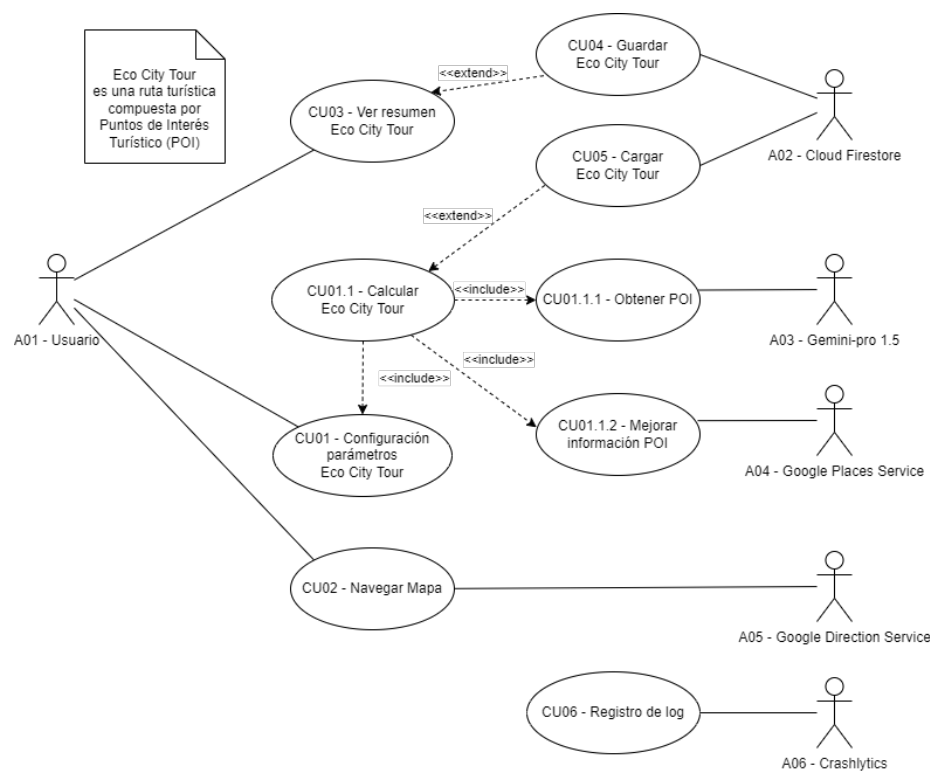 Eco City Tour
es una ruta turística
compuesta por
Puntos de Interés
Turístico (POI)
CU04 - Guardar
Eco City Tour
<<extend>>
CU03 - Ver resumen
Eco City Tour
A02 - Cloud Firestore
CU05 - Cargar
Eco City Tour
<<extend>>
CU01.1 - Calcular
Eco City Tour
<<include>>
CU01.1.1 - Obtener POI
A01 - Usuario
A03 - Gemini-pro 1.5
<<include>>
<<include>>
CU01 - Configuración
parámetros
Eco City Tour
CU01.1.2 - Mejorar
información POI
A04 - Google Places Service
CU02 - Navegar Mapa
A05 - Google Direction Service
CU06 - Registro de log
A06 - Crashlytics